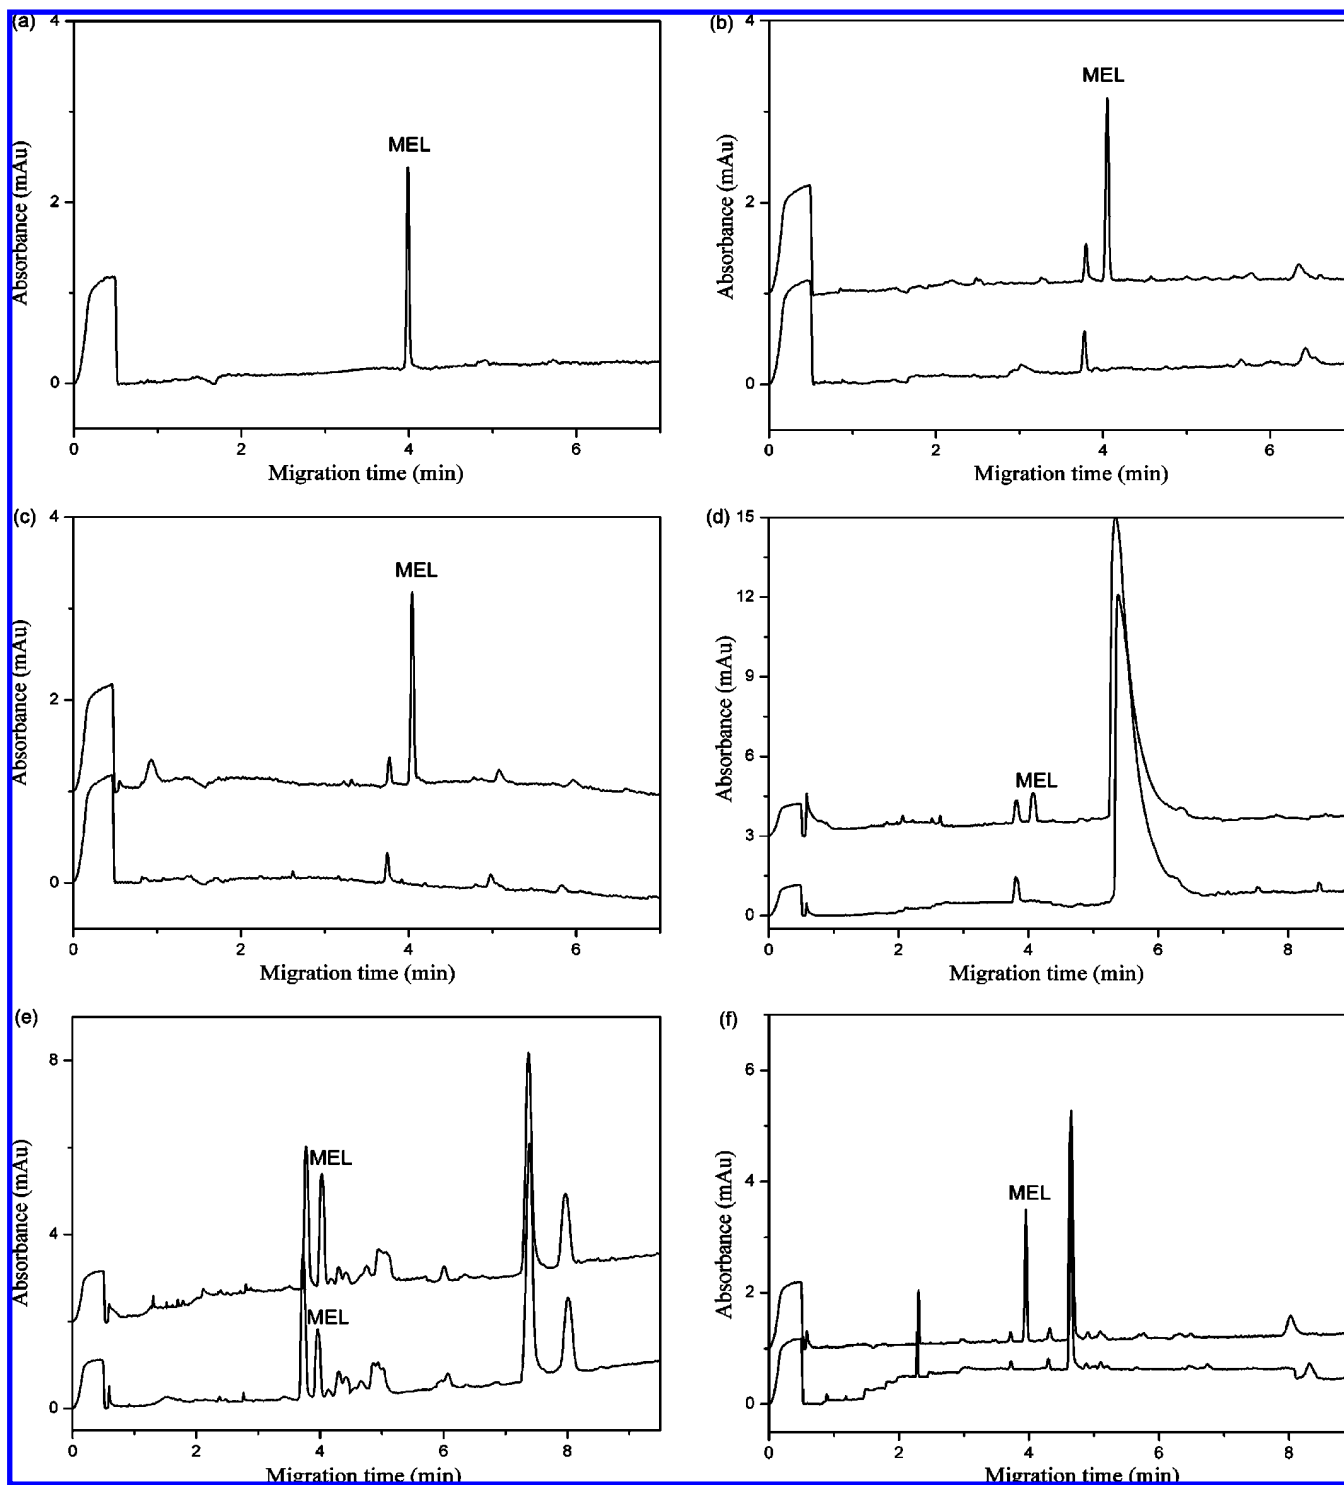 (a)
4
2
0
Absorbance (mAu)
MEL
0 2 4 6
Migration time (min)
(b)
4
2
0
Absorbance (mAu)
MEL
0 2 4 6
Migration time (min)
(c)
4
2
0
Absorbance (mAu)
MEL
0 2 4 6
Migration time (min)
(d)
15
12
9
6
3
0
Absorbance (mAu)
MEL
0 2 4 6 8
Migration time (min)
(e)
8
4
0
Absorbance (mAu)
MEL
MEL
0 2 4 6 8
Migration time (min)
(f)
6
4
2
0
Absorbance (mAu)
MEL
0 2 4 6 8
Migration time (min)